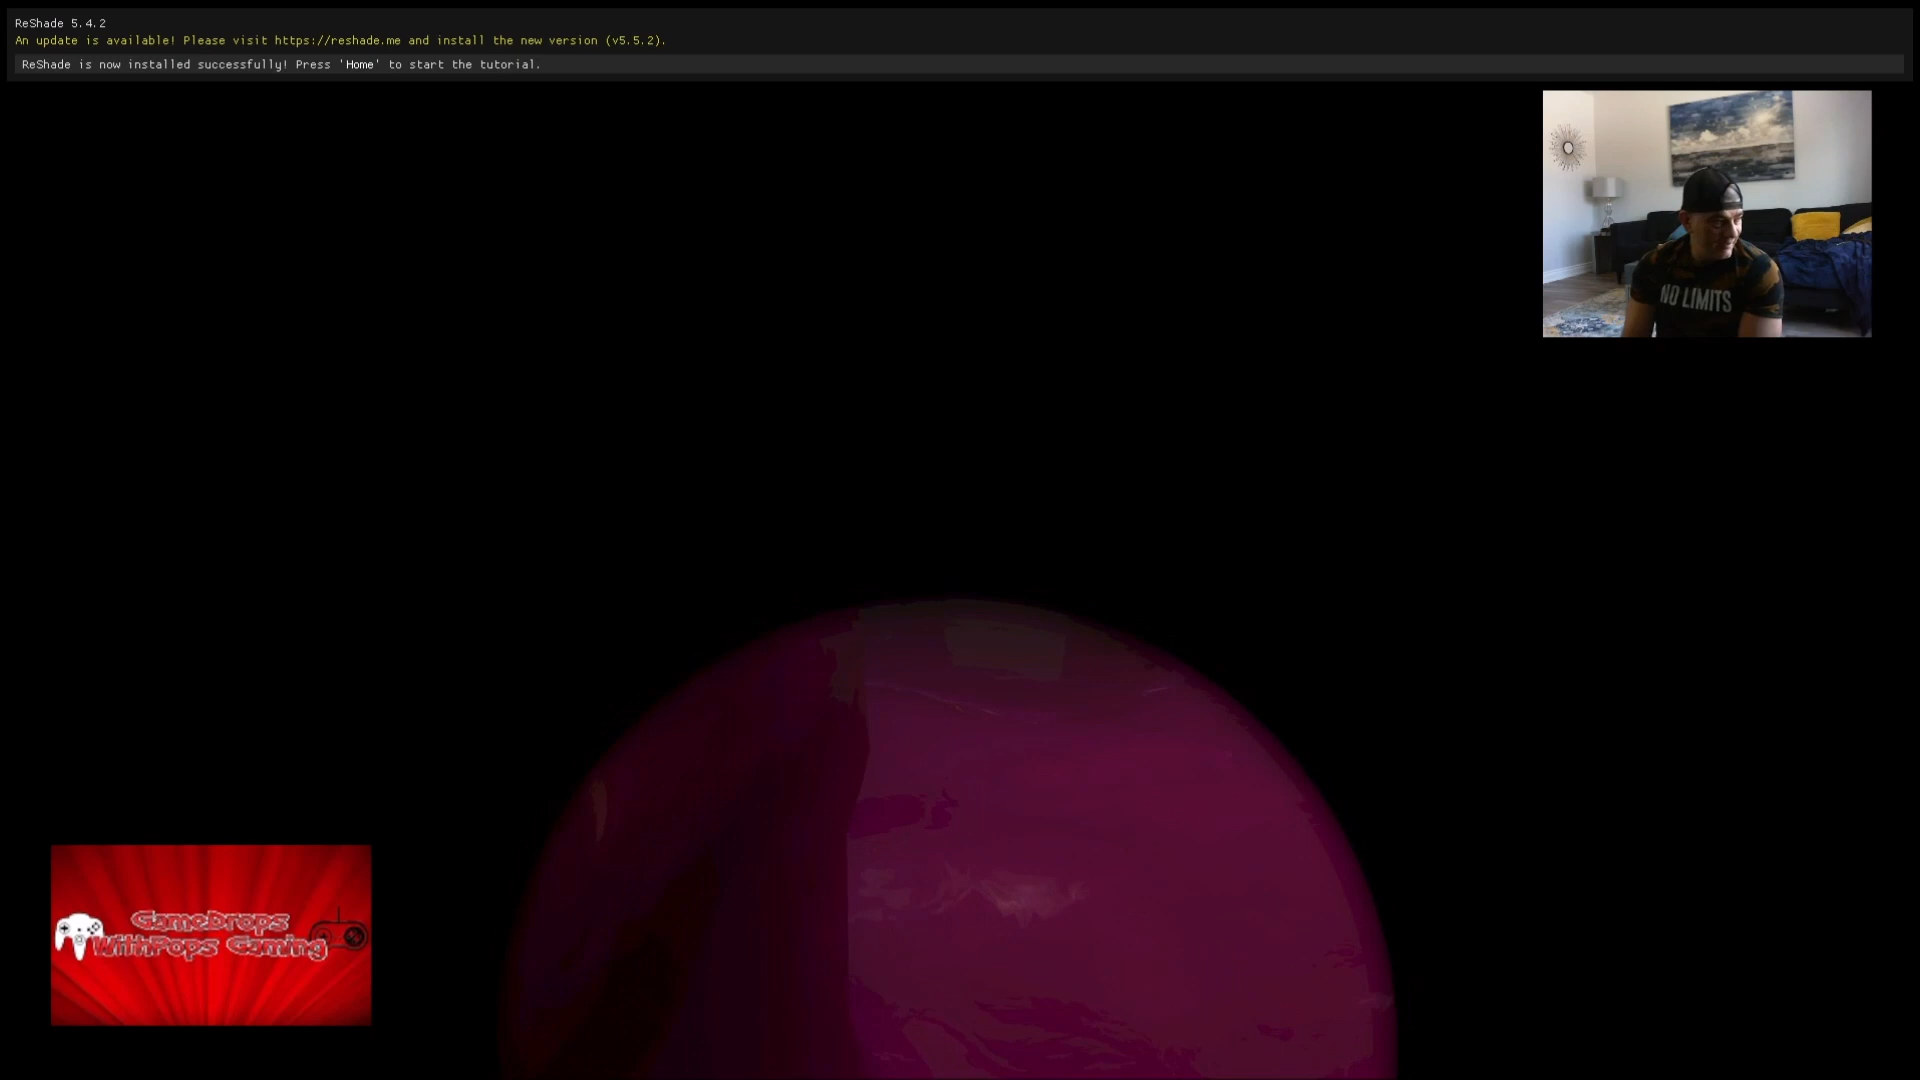 ReShade 5.4.2
An update is available! Please visit https://reshade.me and install the new version (v5.5.2).
ReShade is now installed successfully! Press 'Home' to start the tutorial.
NO LIMITS
GameDrops
WithPops Gaming